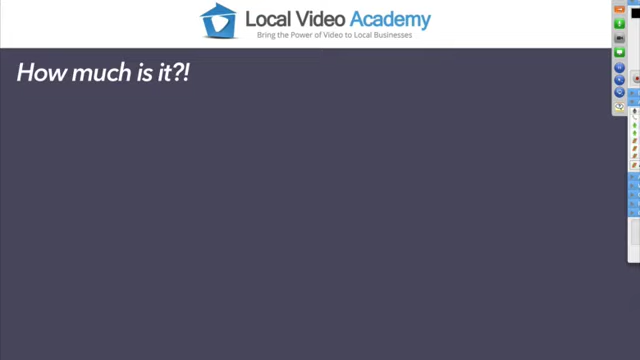 Local Video Academy
Bring the Power of Video to Local Businesses
How much is it?!